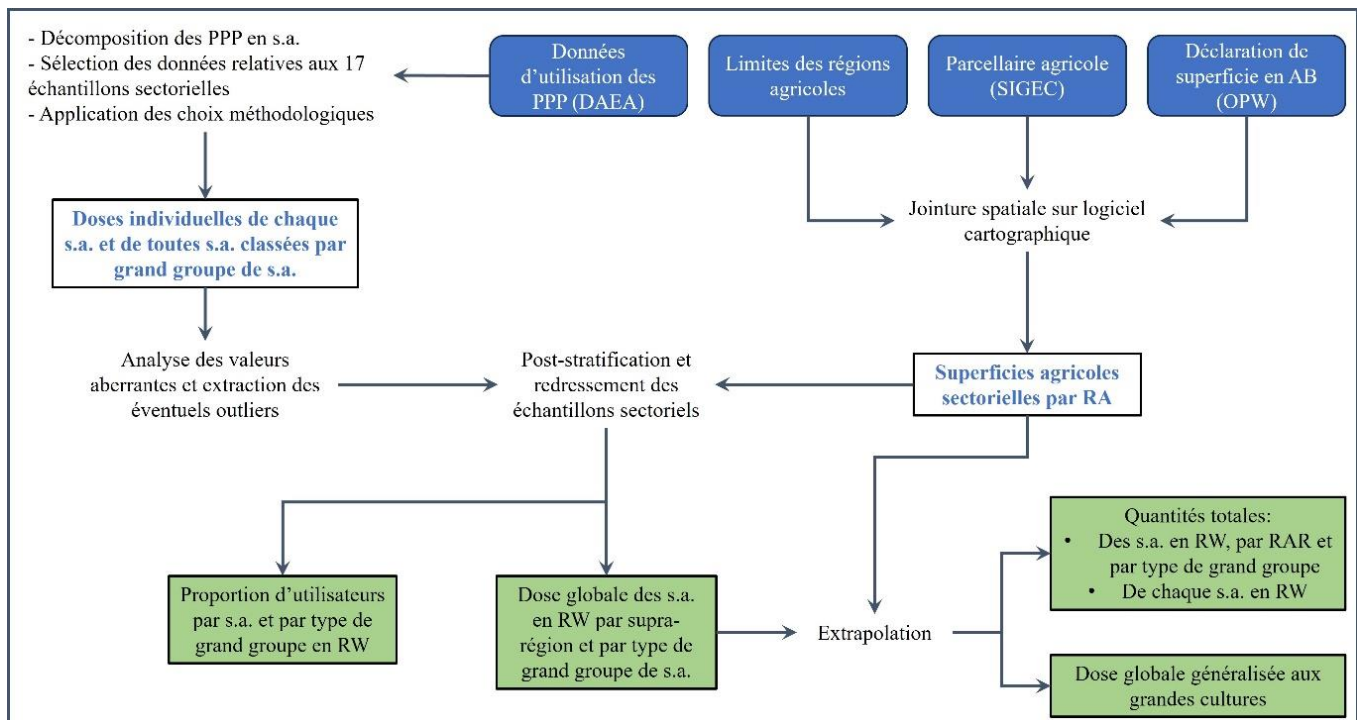 - Décomposition des PPP en s.a.
- Sélection des données relatives aux 17
échantillons sectorielles
- Application des choix méthodologiques
Données
d’utilisation des
PPP (DAEA)
Limites des régions
agricoles
Parcellaire agricole
(SIGEC)
Déclaration de
superficie en AB
(OPW)
Jointure spatiale sur logiciel
cartographique
Doses individuelles de chaque
s.a. et de toutes s.a. classées par
grand groupe de s.a.
Analyse des valeurs
aberrantes et extraction des
éventuels outliers
Post-stratification et
redressement des
échantillons sectoriels
Superficies agricoles
sectorielles par RA
Proportion d’utilisateurs
par s.a. et par type de
grand groupe en RW
Dose globale des s.a.
en RW par supra-
région et par type de
grand groupe de s.a.
Extrapolation
Quantités totales:
• Des s.a. en RW, par RAR et
par type de grand groupe
• De chaque s.a. en RW
Dose globale généralisée aux
grandes cultures